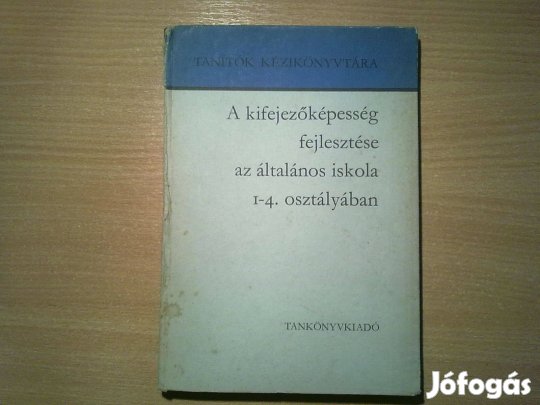 TANÍTÓK KÉZIKÖNYVTÁRA
A kifejezőképesség
fejlesztése
az általános iskola
1-4. osztályában
TANKÖNYVKIADÓ
Jófogás